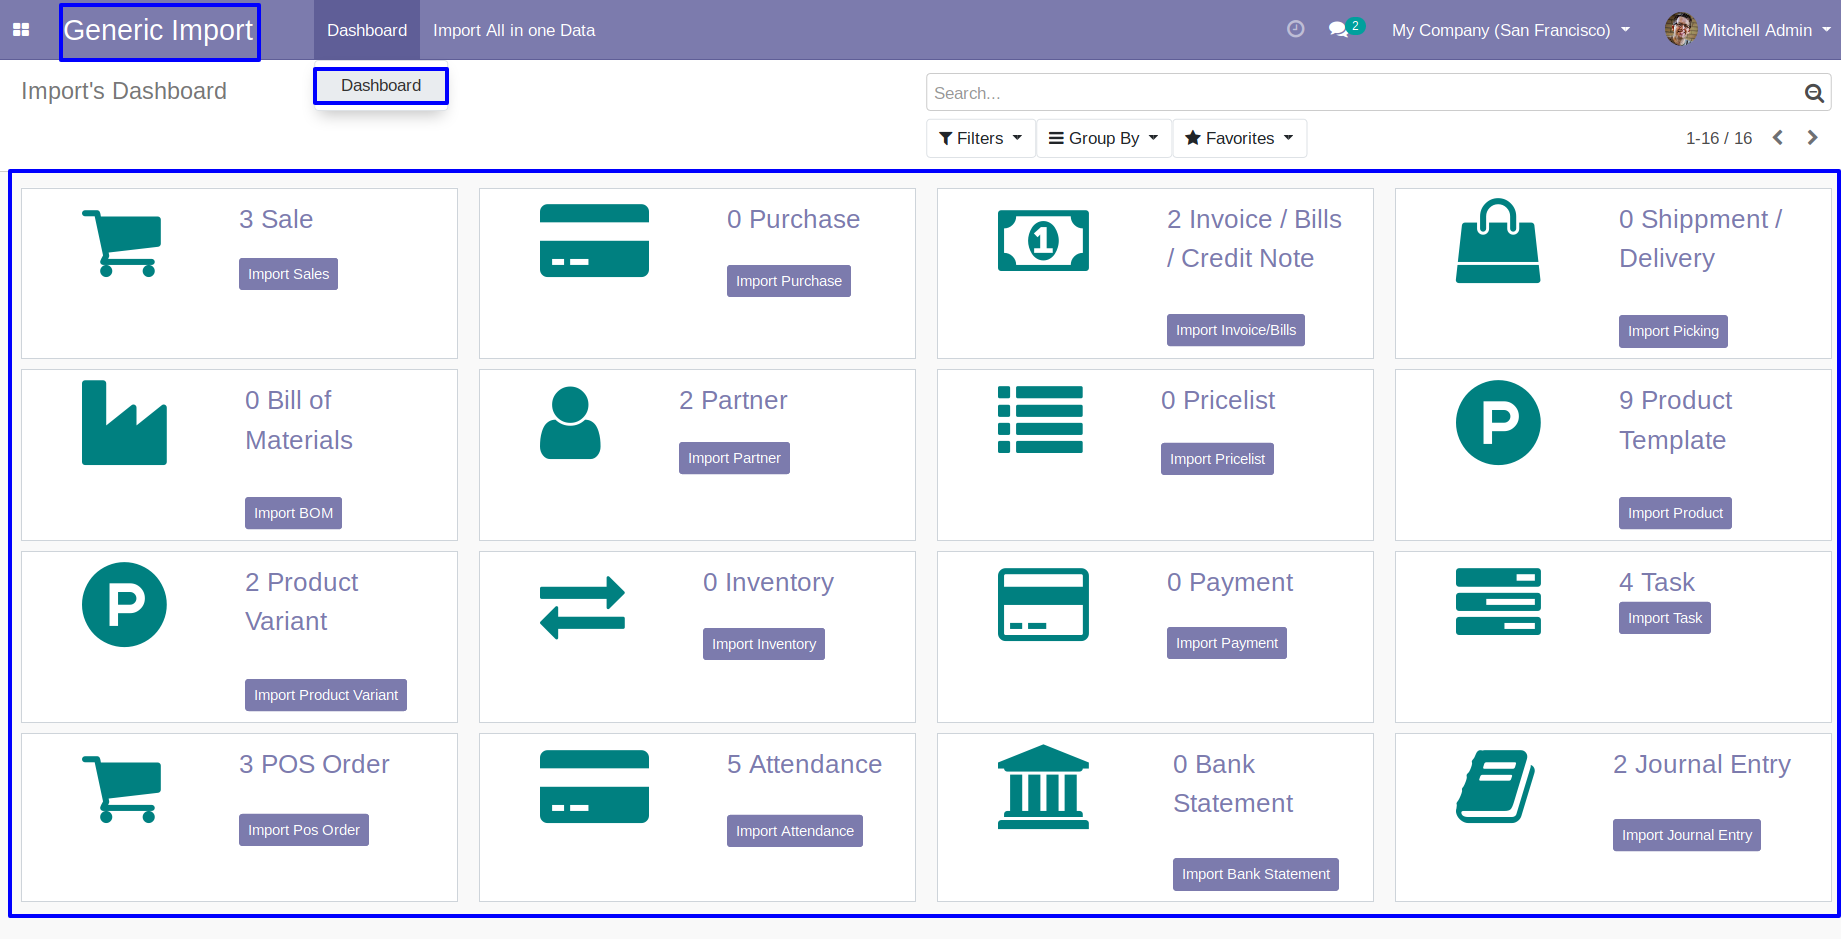 Generic Import
Dashboard
Import All in one Data
2
My Company (San Francisco)
Mitchell Admin
Import's Dashboard
Dashboard
Search...
Filters
Group By
Favorites
1-16 / 16
3 Sale
Import Sales
0 Purchase
Import Purchase
2 Invoice / Bills
/ Credit Note
Import Invoice/Bills
0 Shippment /
Delivery
Import Picking
0 Bill of
Materials
Import BOM
2 Partner
Import Partner
0 Pricelist
Import Pricelist
9 Product
Template
Import Product
2 Product
Variant
Import Product Variant
0 Inventory
Import Inventory
0 Payment
Import Payment
4 Task
Import Task
3 POS Order
Import Pos Order
5 Attendance
Import Attendance
0 Bank
Statement
Import Bank Statement
2 Journal Entry
Import Journal Entry